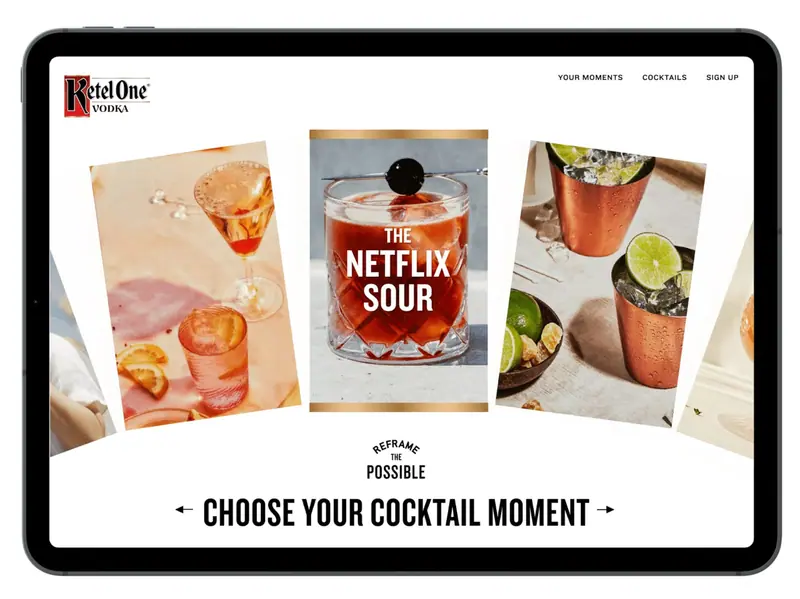 Ketel One®
VODKA
YOUR MOMENTS
COCKTAILS
SIGN UP
THE
NETFLIX
SOUR
REFRAME
THE
POSSIBLE
← CHOOSE YOUR COCKTAIL MOMENT →